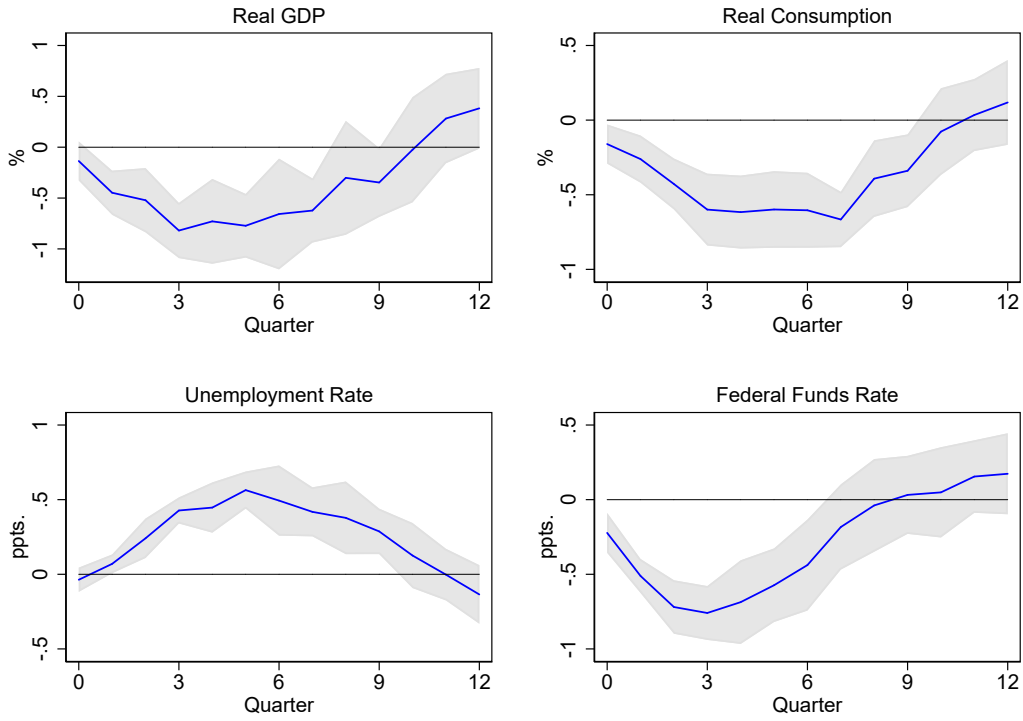 Real GDP
1
.5
0
-.5
-1
%
0 3 6 9 12
Quarter
Real Consumption
.5
0
-.5
-1
%
0 3 6 9 12
Quarter
Unemployment Rate
1
.5
0
-.5
ppts.
0 3 6 9 12
Quarter
Federal Funds Rate
.5
0
-.5
-1
ppts.
0 3 6 9 12
Quarter